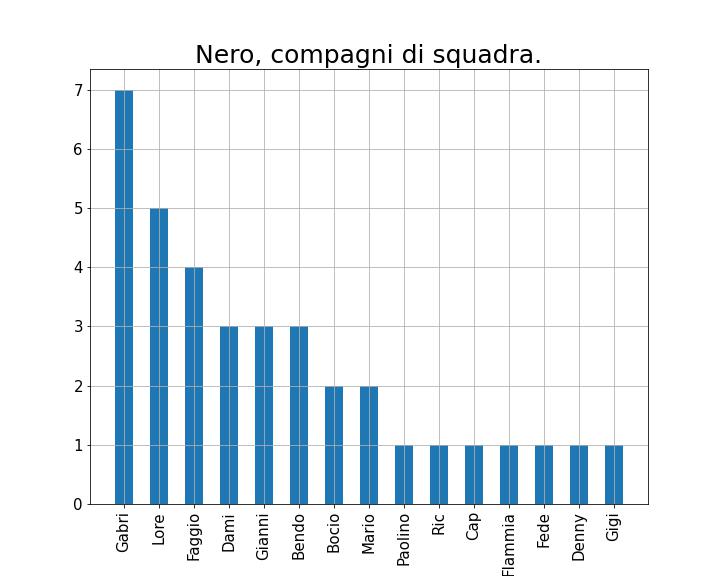 Nero, compagni di squadra.
7
6
5
4
3
2
1
0
Gabri
Lore
Faggio
Dami
Gianni
Bendo
Bocio
Mario
Paolino
Ric
Cap
Flammia
Fede
Denny
Gigi